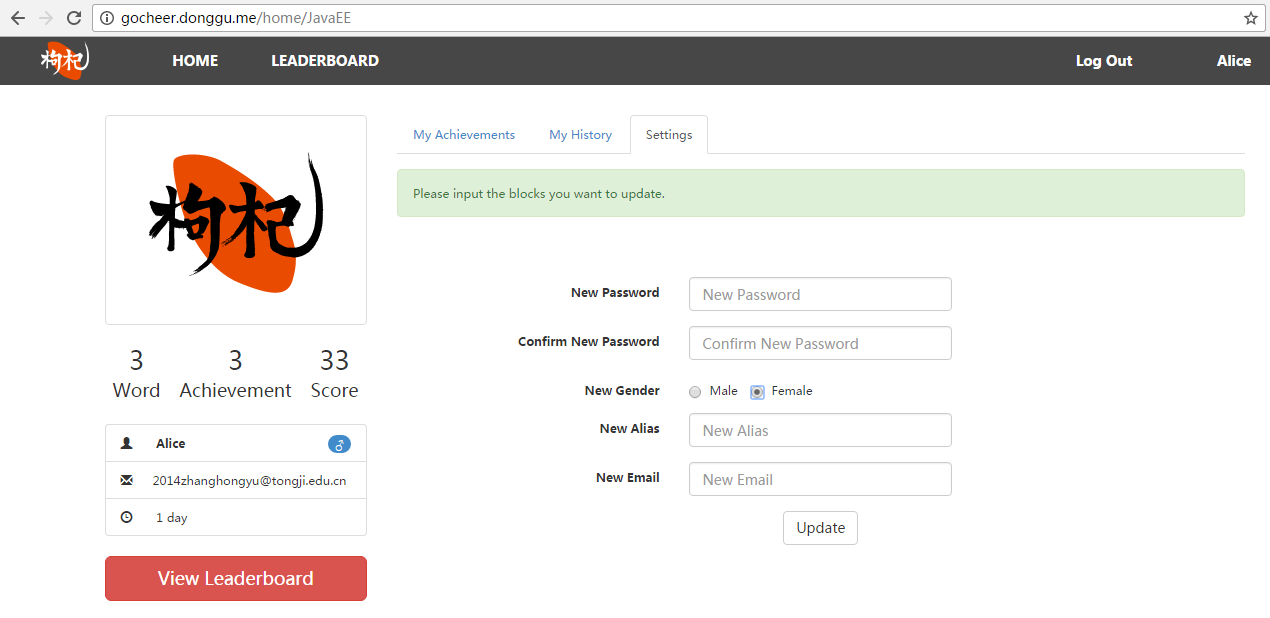 gocheer.donggu.me/home/JavaEE
枸杞 HOME LEADERBOARD Log Out Alice
枸杞
3 3 33
Word Achievement Score
Alice
2014zhanghongyu@tongji.edu.cn
1 day
View Leaderboard
My Achievements My History Settings
Please input the blocks you want to update.
New Password New Password
Confirm New Password Confirm New Password
New Gender Male Female
New Alias New Alias
New Email New Email
Update